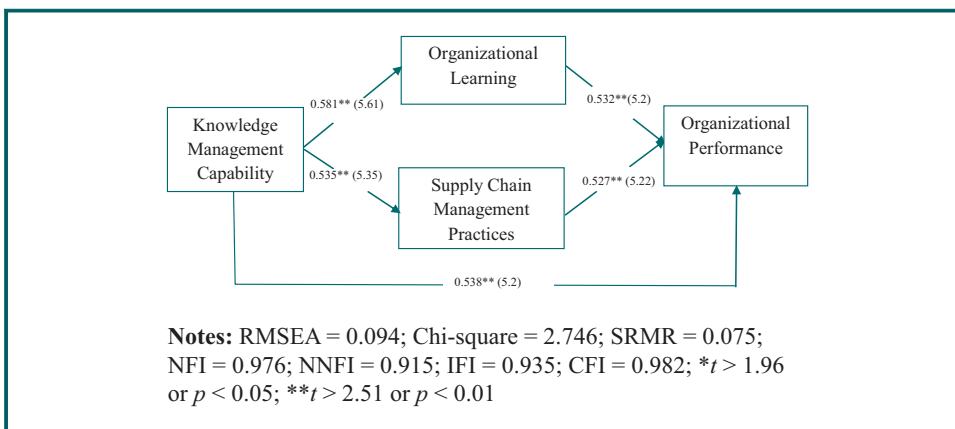 Organizational
Learning
0.581** (5.61)
0.532**(5.2)
Knowledge
Management
Capability
Organizational
Performance
0.535** (5.35)
0.527** (5.22)
Supply Chain
Management
Practices
0.538** (5.2)
Notes: RMSEA = 0.094; Chi-square = 2.746; SRMR = 0.075;
NFI = 0.976; NNFI = 0.915; IFI = 0.935; CFI = 0.982; *t > 1.96
or p < 0.05; **t > 2.51 or p < 0.01